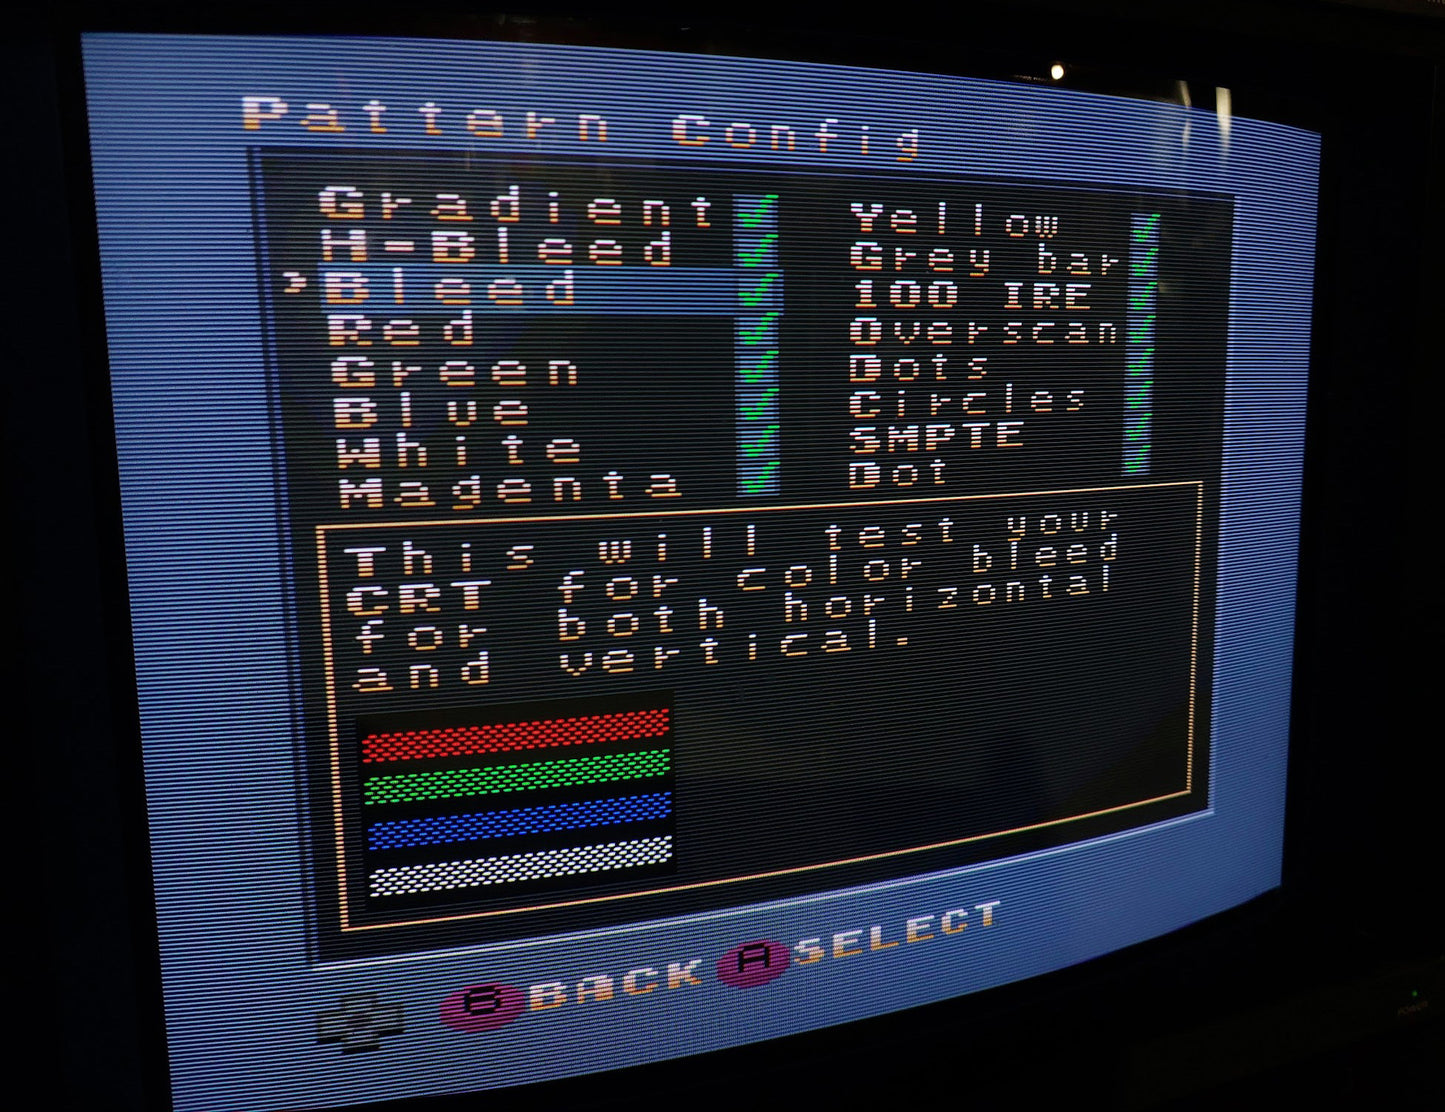 Pattern Config
Gradient
H-Bleed
Bleed
Red
Green
Blue
White
Magenta
Yellow
Grey bar
100 IRE
Overscan
Dots
Circles
SMPTE
Dot
This will test your
CRT for color bleed
for both horizontal
and vertical.
B BACK A SELECT
POWER